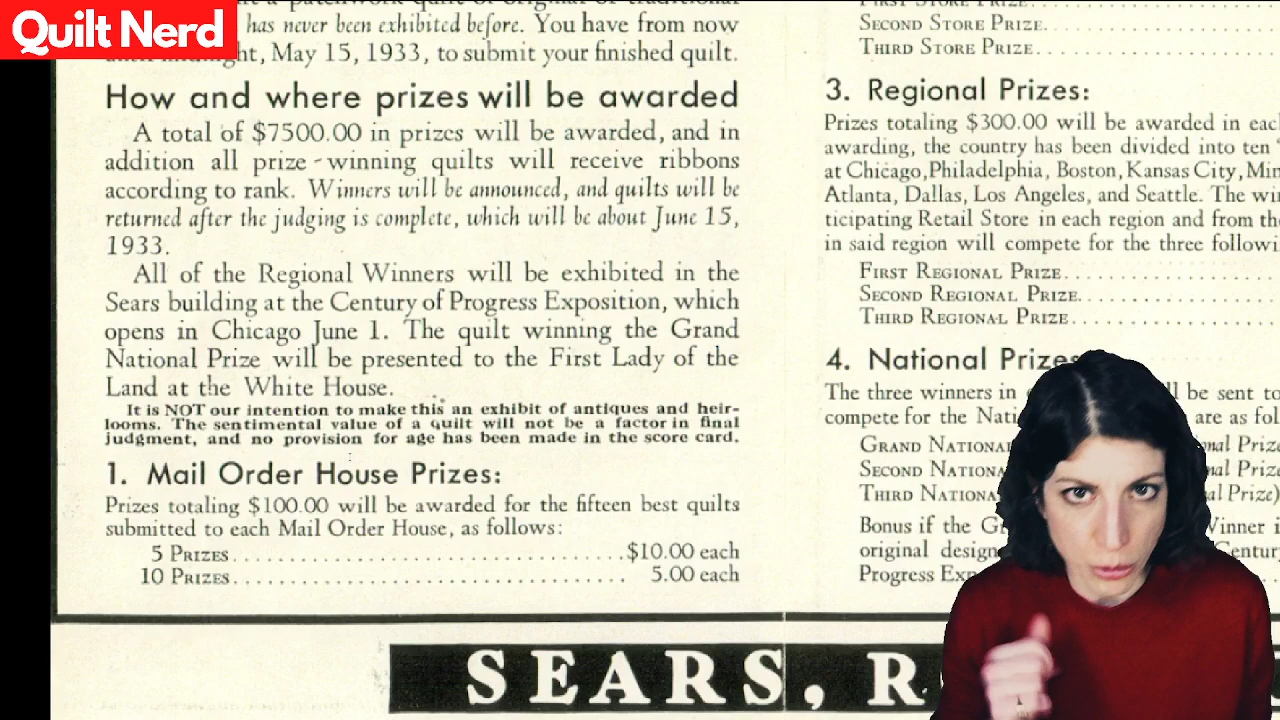 Quilt Nerd
has never been exhibited before. You have from now
May 15, 1933, to submit your finished quilt.
How and where prizes will be awarded
A total of $7500.00 in prizes will be awarded, and in
addition all prize-winning quilts will receive ribbons
according to rank. Winners will be announced, and quilts will be
returned after the judging is complete, which will be about June 15,
1933.
All of the Regional Winners will be exhibited in the
Sears building at the Century of Progress Exposition, which
opens in Chicago June 1. The quilt winning the Grand
National Prize will be presented to the First Lady of the
Land at the White House.
It is NOT our intention to make this an exhibit of antiques and heir-
looms. The sentimental value of a quilt will not be a factor in final
judgment, and no provision for age has been made in the score card.
1. Mail Order House Prizes:
Prizes totaling $100.00 will be awarded for the fifteen best quilts
submitted to each Mail Order House, as follows:
5 PRIZES..............................$10.00 each
10 PRIZES.............................. 5.00 each
SECOND STORE PRIZE.
THIRD STORE PRIZE.
3. Regional Prizes:
Prizes totaling $300.00 will be awarded in
awarding, the country has been divided into ten
at Chicago, Philadelphia, Boston, Kansas City,
Atlanta, Dallas, Los Angeles, and Seattle. The
ticipating Retail Store in each region and from
in said region will compete for the three
FIRST REGIONAL PRIZE
SECOND REGIONAL PRIZE
THIRD REGIONAL PRIZE
4. National Prizes
The three winners in be sent to
compete for the are as
GRAND
SECOND
THIRD Prize)
Bonus if the
original
Progress
SEARS, R